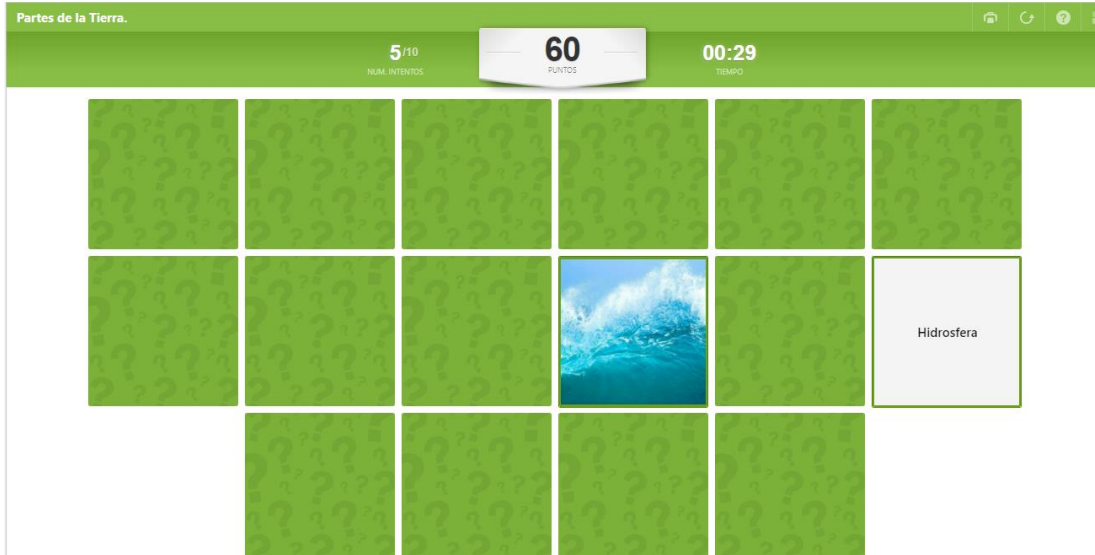 Partes de la Tierra.
5/10
NUM. INTENTOS
60
PUNTOS
00:29
TIEMPO
Hidrosfera